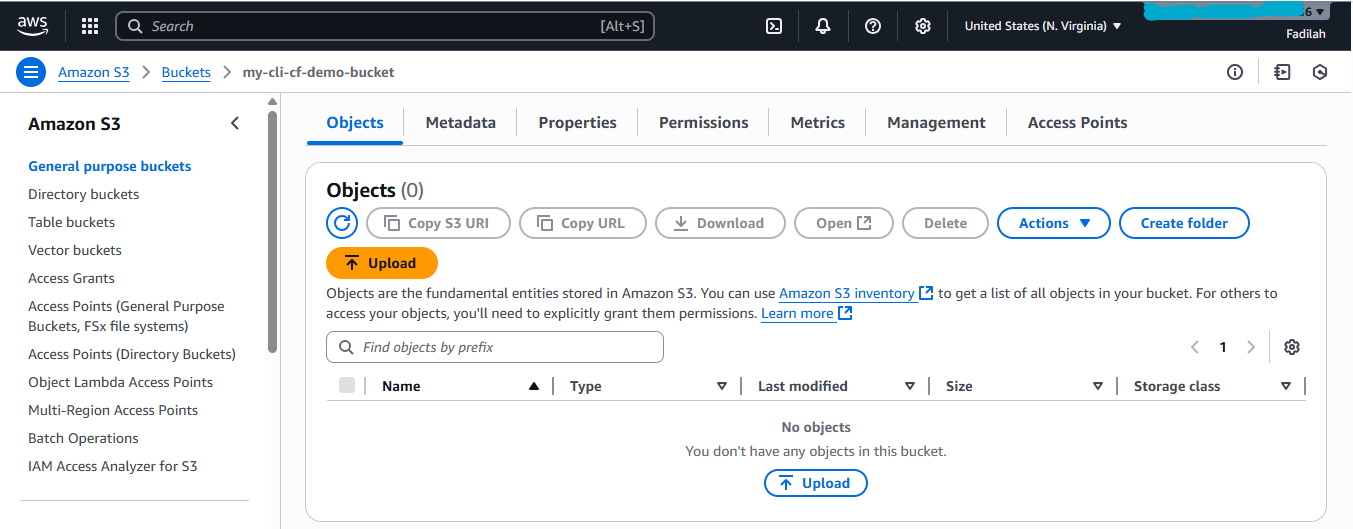 aws
Search [Alt+S]
United States (N. Virginia)
6
Fadilah
Amazon S3 > Buckets > my-cli-cf-demo-bucket
Amazon S3
General purpose buckets
Directory buckets
Table buckets
Vector buckets
Access Grants
Access Points (General Purpose
Buckets, FSx file systems)
Access Points (Directory Buckets)
Object Lambda Access Points
Multi-Region Access Points
Batch Operations
IAM Access Analyzer for S3
Objects Metadata Properties Permissions Metrics Management Access Points
Objects (0)
Copy S3 URI Copy URL Download Open Delete Actions Create folder
Upload
Objects are the fundamental entities stored in Amazon S3. You can use Amazon S3 inventory to get a list of all objects in your bucket. For others to
access your objects, you'll need to explicitly grant them permissions. Learn more
Find objects by prefix
1
Name Type Last modified Size Storage class
No objects
You don't have any objects in this bucket.
Upload